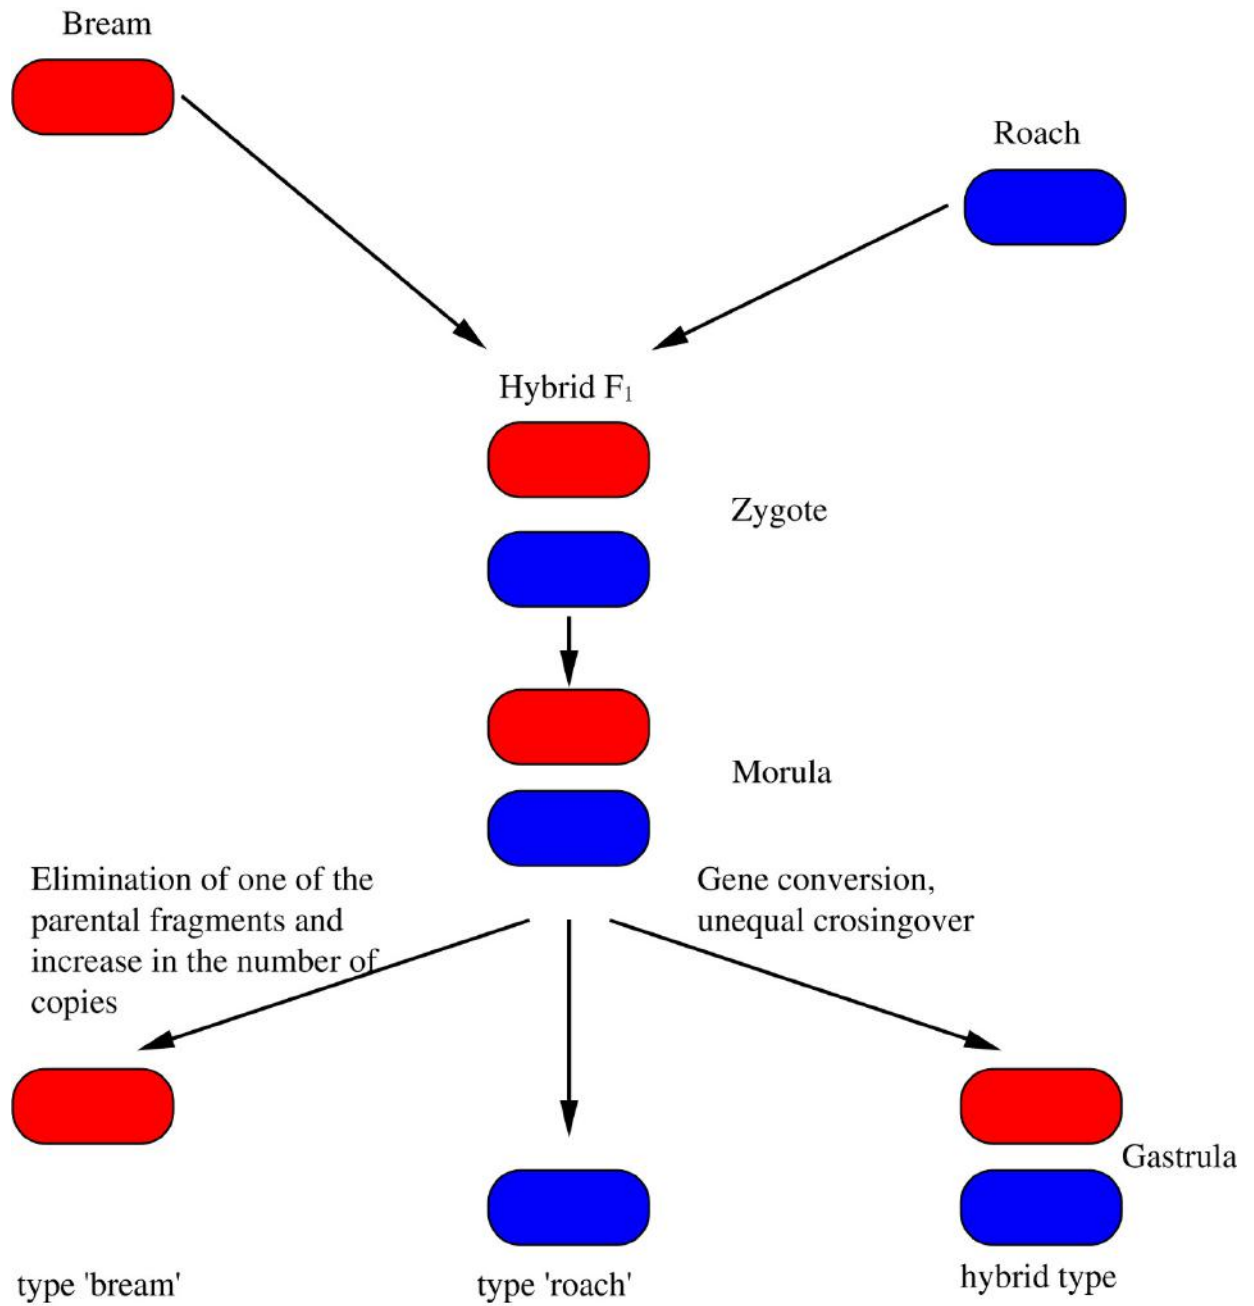 Bream
Roach
Hybrid F₁
Zygote
Morula
Elimination of one of the
parental fragments and
increase in the number of
copies
Gene conversion,
unequal crosingover
Gastrula
type 'bream'
type 'roach'
hybrid type